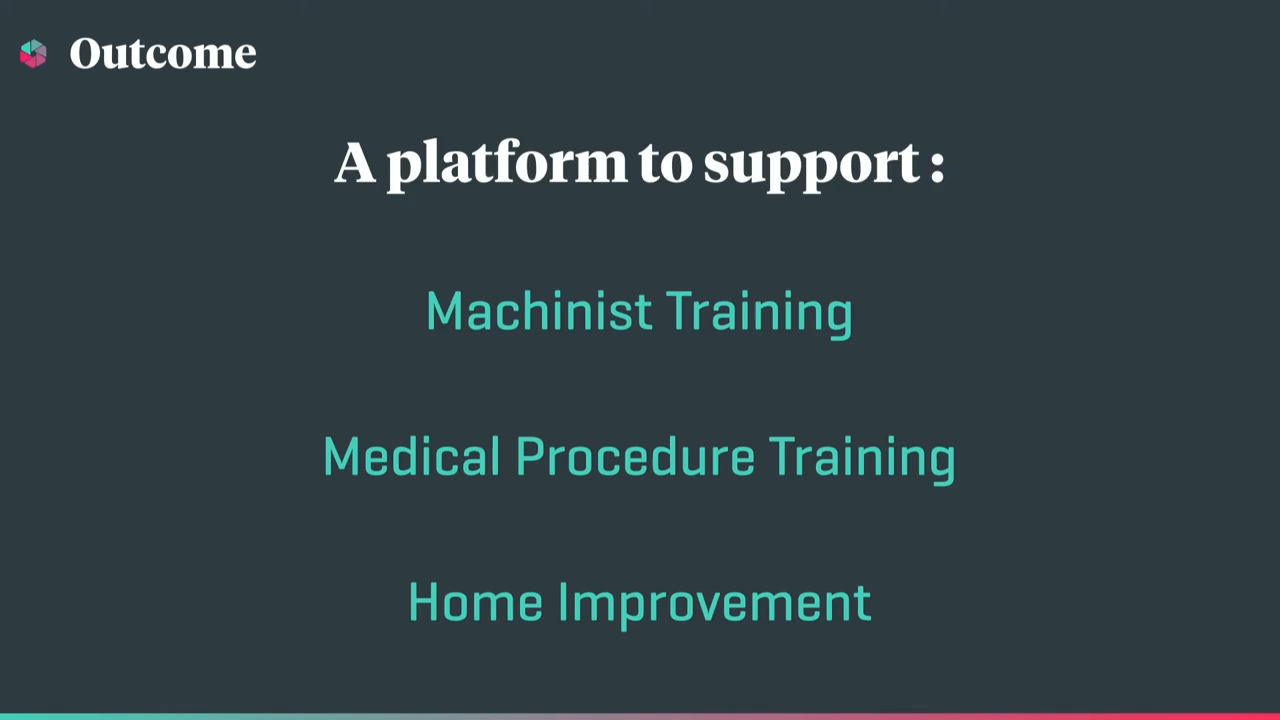 Outcome
A platform to support :
Machinist Training
Medical Procedure Training
Home Improvement